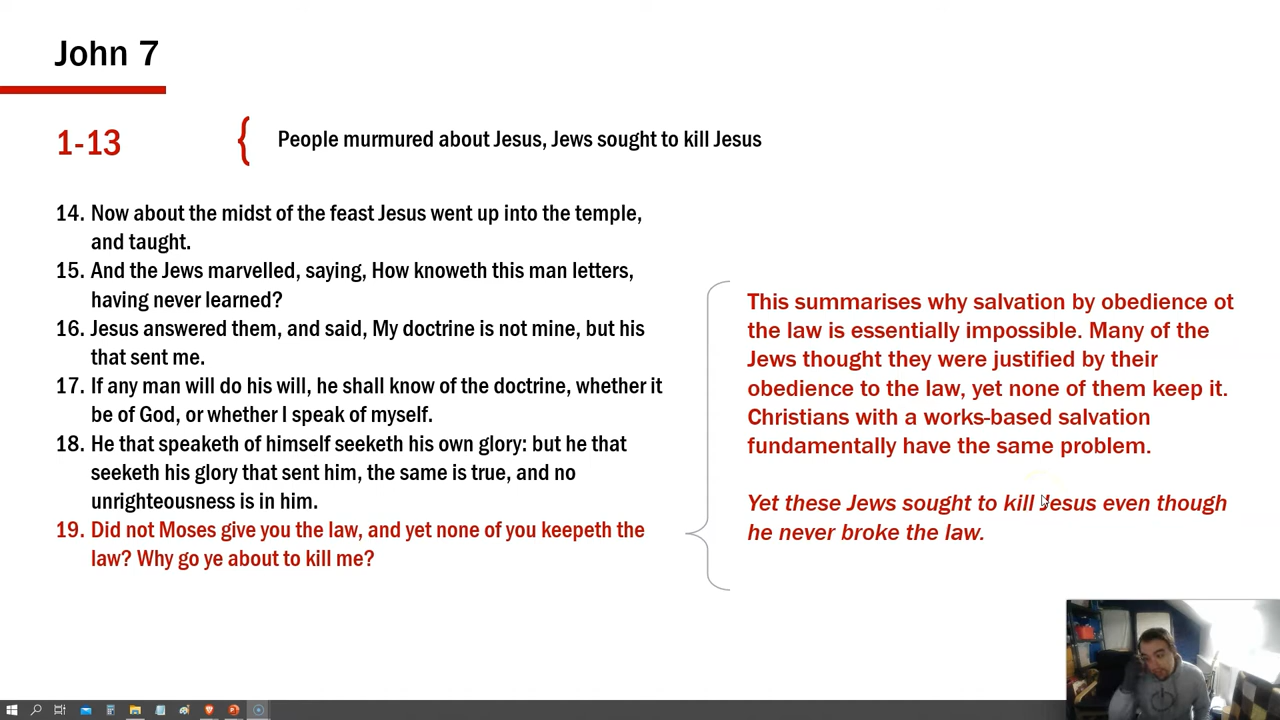 John 7
1-13
People murmured about Jesus, Jews sought to kill Jesus
14. Now about the midst of the feast Jesus went up into the temple,
and taught.
15. And the Jews marvelled, saying, How knoweth this man letters,
having never learned?
16. Jesus answered them, and said, My doctrine is not mine, but his
that sent me.
17. If any man will do his will, he shall know of the doctrine, whether it
be of God, or whether I speak of myself.
18. He that speaketh of himself seeketh his own glory: but he that
seeketh his glory that sent him, the same is true, and no
unrighteousness is in him.
19. Did not Moses give you the law, and yet none of you keepeth the
law? Why go ye about to kill me?
This summarises why salvation by obedience ot
the law is essentially impossible. Many of the
Jews thought they were justified by their
obedience to the law, yet none of them keep it.
Christians with a works-based salvation
fundamentally have the same problem.
Yet these Jews sought to kill Jesus even though
he never broke the law.